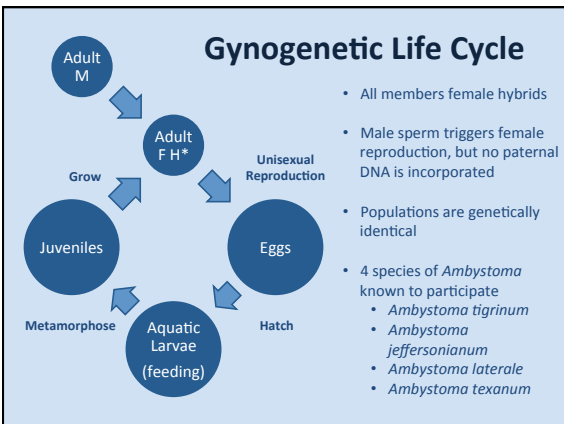 Gynogenetic Life Cycle
Adult
M
Adult
F H*
Unisexual
Reproduction
Grow
Juveniles
Eggs
Metamorphose
Hatch
Aquatic
Larvae
(feeding)
• All members female hybrids
• Male sperm triggers female
reproduction, but no paternal
DNA is incorporated
• Populations are genetically
identical
• 4 species of Ambystoma
known to participate
• Ambystoma tigrinum
• Ambystoma
jeffersonianum
• Ambystoma laterale
• Ambystoma texanum